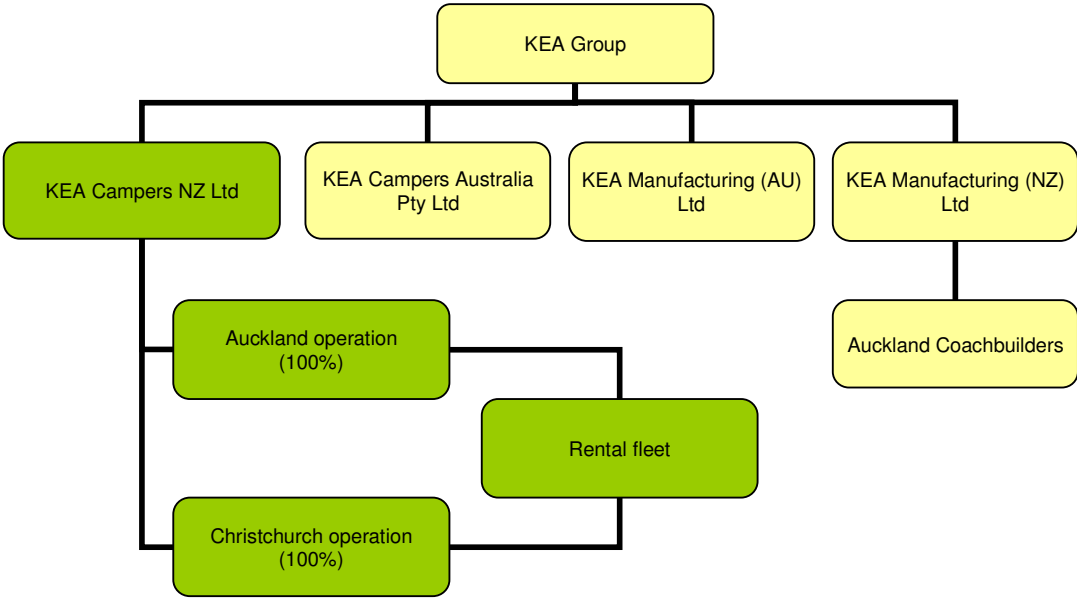 KEA Group
KEA Campers NZ Ltd
KEA Campers Australia
Pty Ltd
KEA Manufacturing (AU)
Ltd
KEA Manufacturing (NZ)
Ltd
Auckland operation
(100%)
Auckland Coachbuilders
Rental fleet
Christchurch operation
(100%)